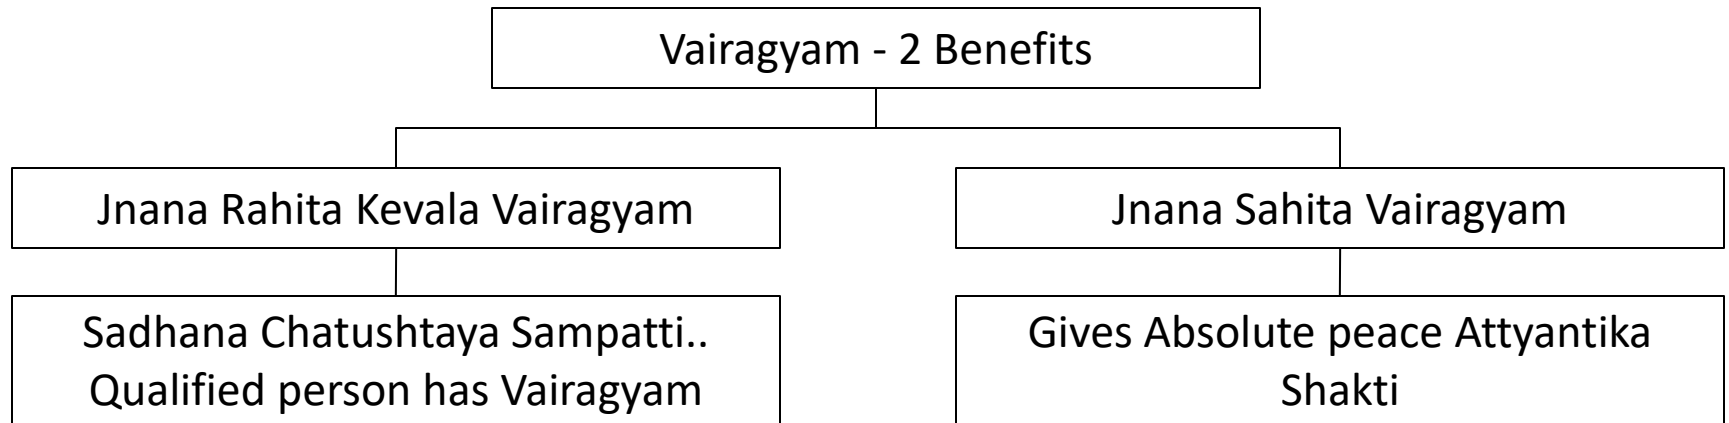 Vairagyam - 2 Benefits
Jnana Rahita Kevala Vairagyam
Jnana Sahita Vairagyam
Sadhana Chatushtaya Sampatti..
Qualified person has Vairagyam
Gives Absolute peace Attyantika
Shakti